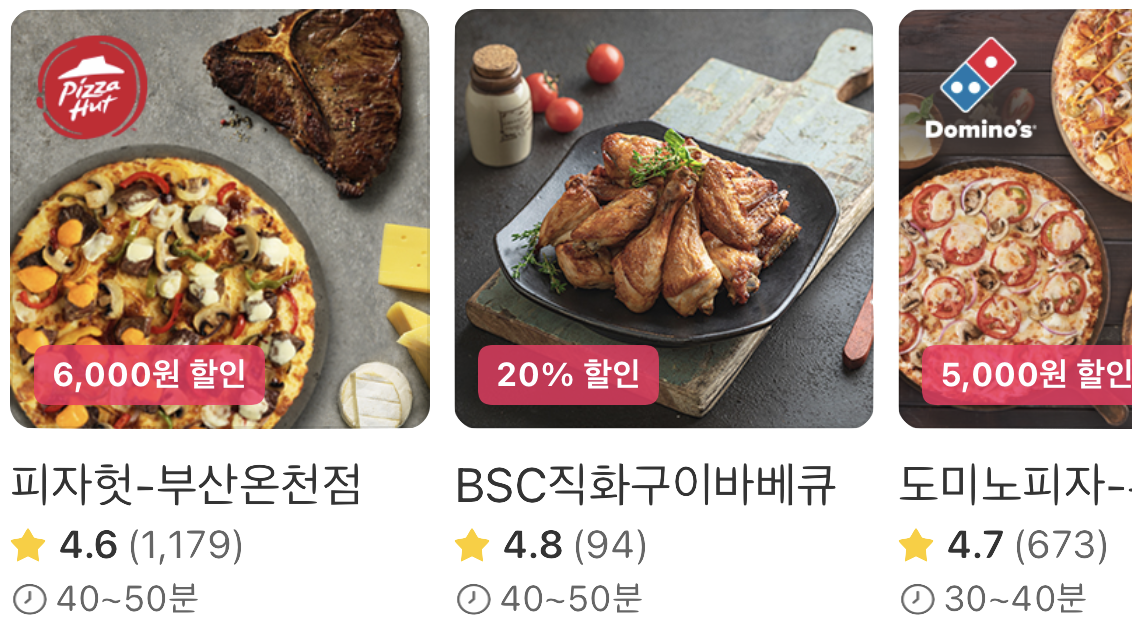 Pizza Hut
6,000원 할인
피자헛-부산온천점
4.6 (1,179)
40~50분
20% 할인
BSC직화구이바베큐
4.8 (94)
40~50분
Domino's
5,000원 할인
도미노피자-
4.7 (673)
30~40분